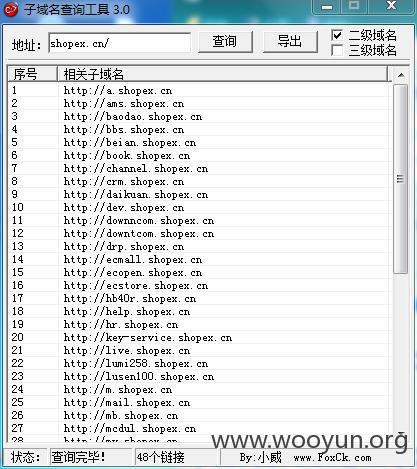 子域名查询工具 3.0
地址: shopex.cn/ 查询 导出 二级域名
三级域名
序号 相关子域名
1 http://a.shopex.cn
2 http://ams.shopex.cn
3 http://baodao.shopex.cn
4 http://bbs.shopex.cn
5 http://beian.shopex.cn
6 http://book.shopex.cn
7 http://channel.shopex.cn
8 http://crm.shopex.cn
9 http://daikuan.shopex.cn
10 http://dev.shopex.cn
11 http://downncom.shopex.cn
12 http://downtcom.shopex.cn
13 http://drp.shopex.cn
14 http://ecmall.shopex.cn
15 http://ecopen.shopex.cn
16 http://ecstore.shopex.cn
17 http://hb40r.shopex.cn
18 http://help.shopex.cn
19 http://hr.shopex.cn
20 http://key-service.shopex.cn
21 http://live.shopex.cn
22 http://lumi258.shopex.cn
23 http://lusen100.shopex.cn
24 http://m.shopex.cn
25 http://mail.shopex.cn
26 http://mb.shopex.cn
27 http://mcdul.shopex.cn
www.wooyun.org
状态: 查询完毕! 48个链接 By:小威 www.FoxCk.com